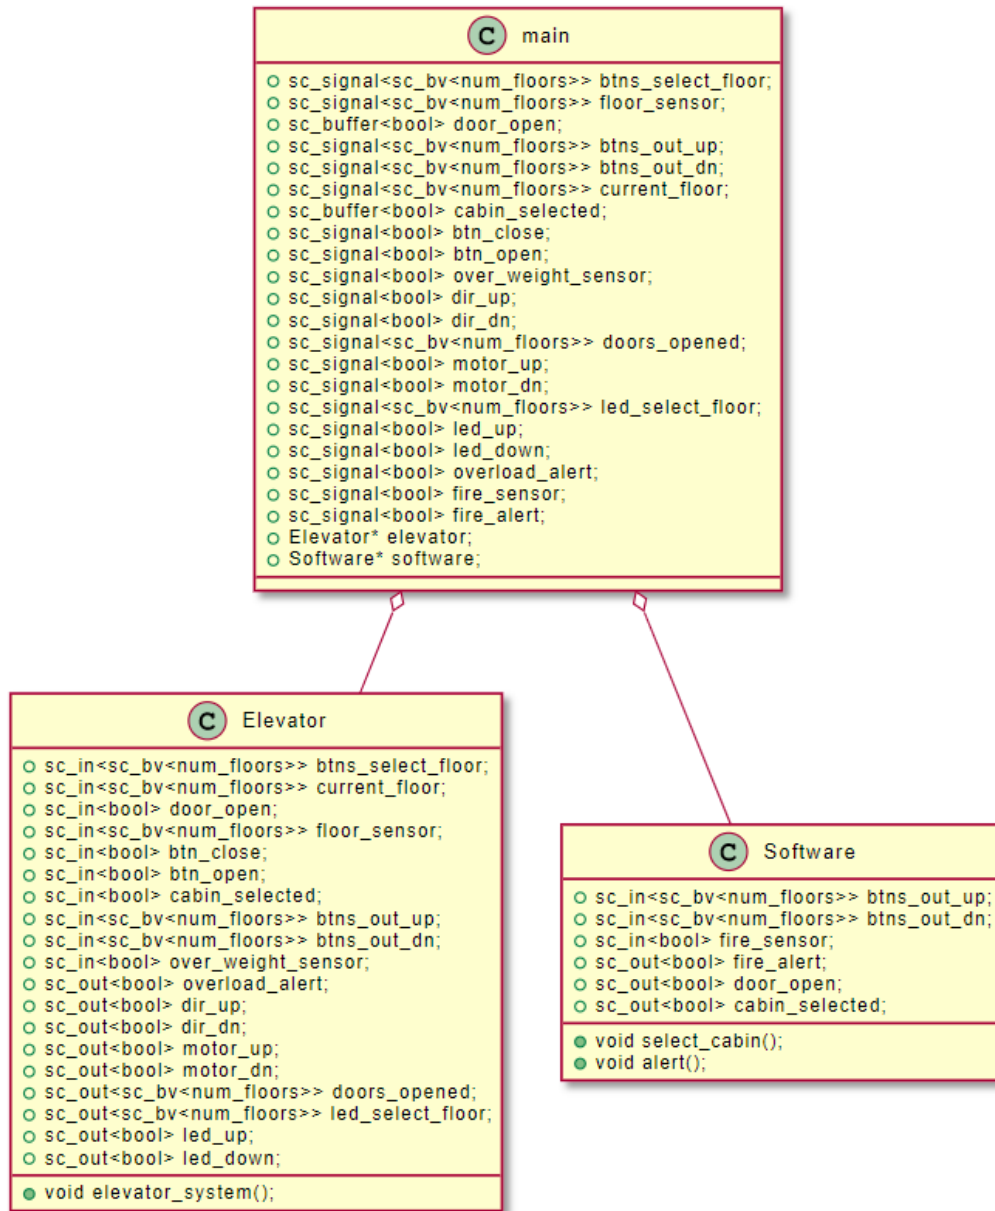 C main
sc_signal<sc_bv<num_floors>> btns_select_floor;
sc_signal<sc_bv<num_floors>> floor_sensor;
sc_buffer<bool> door_open;
sc_signal<sc_bv<num_floors>> btns_out_up;
sc_signal<sc_bv<num_floors>> btns_out_dn;
sc_signal<sc_bv<num_floors>> current_floor;
sc_buffer<bool> cabin_selected;
sc_signal<bool> btn_close;
sc_signal<bool> btn_open;
sc_signal<bool> over_weight_sensor;
sc_signal<bool> dir_up;
sc_signal<bool> dir_dn;
sc_signal<sc_bv<num_floors>> doors_opened;
sc_signal<bool> motor_up;
sc_signal<bool> motor_dn;
sc_signal<sc_bv<num_floors>> led_select_floor;
sc_signal<bool> led_up;
sc_signal<bool> led_down;
sc_signal<bool> overload_alert;
sc_signal<bool> fire_sensor;
sc_signal<bool> fire_alert;
Elevator* elevator;
Software* software;
C Elevator
sc_in<sc_bv<num_floors>> btns_select_floor;
sc_in<sc_bv<num_floors>> current_floor;
sc_in<bool> door_open;
sc_in<sc_bv<num_floors>> floor_sensor;
sc_in<bool> btn_close;
sc_in<bool> btn_open;
sc_in<bool> cabin_selected;
sc_in<sc_bv<num_floors>> btns_out_up;
sc_in<sc_bv<num_floors>> btns_out_dn;
sc_in<bool> over_weight_sensor;
sc_out<bool> overload_alert;
sc_out<bool> dir_up;
sc_out<bool> dir_dn;
sc_out<bool> motor_up;
sc_out<bool> motor_dn;
sc_out<sc_bv<num_floors>> doors_opened;
sc_out<sc_bv<num_floors>> led_select_floor;
sc_out<bool> led_up;
sc_out<bool> led_down;
void elevator_system();
C Software
sc_in<sc_bv<num_floors>> btns_out_up;
sc_in<sc_bv<num_floors>> btns_out_dn;
sc_in<bool> fire_sensor;
sc_out<bool> fire_alert;
sc_out<bool> door_open;
sc_out<bool> cabin_selected;
void select_cabin();
void alert();